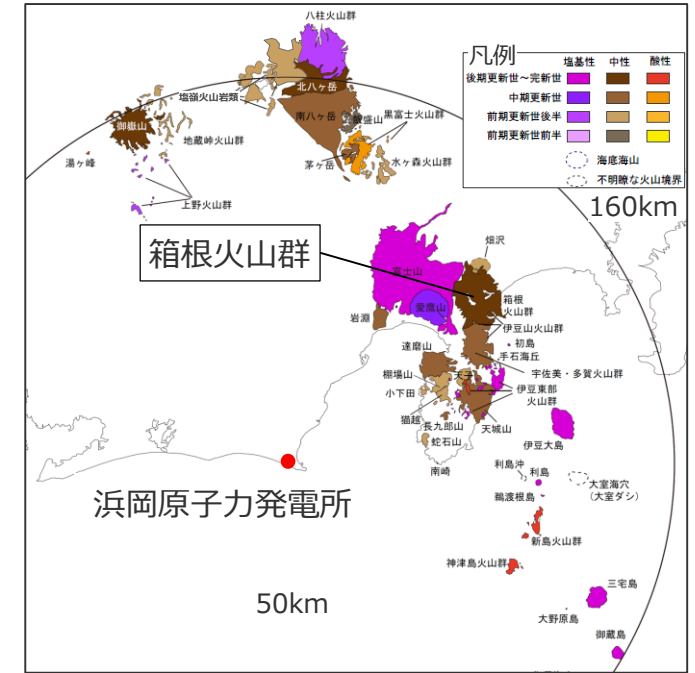 八柱火山群
凡例
塩基性 中性 酸性
後期更新世～完新世
中期更新世
前期更新世後半
前期更新世前半
海底海山
不明瞭な火山境界
160km
塩嶺火山岩類
北八ヶ岳
南八ヶ岳
黒富士火山群
飯盛山
御嶽山
地蔵峠火山群
湯ヶ峰
茅ヶ岳
水ヶ森火山群
上野火山群
箱根火山群
畑沢
富士山
愛鷹山
岩淵
箱根
火山群
伊豆山火山群
初島
達磨山
手石海丘
棚場山
天子
宇佐美・多賀火山群
小下田
伊豆東部
火山群
猫越
長九郎山
天城山
蛇石山
伊豆大島
南崎
利島沖
利島
大室海穴
（大室ダシ）
鵜渡根島
浜岡原子力発電所
新島火山群
神津島火山群
50km
三宅島
大野原島
御蔵島